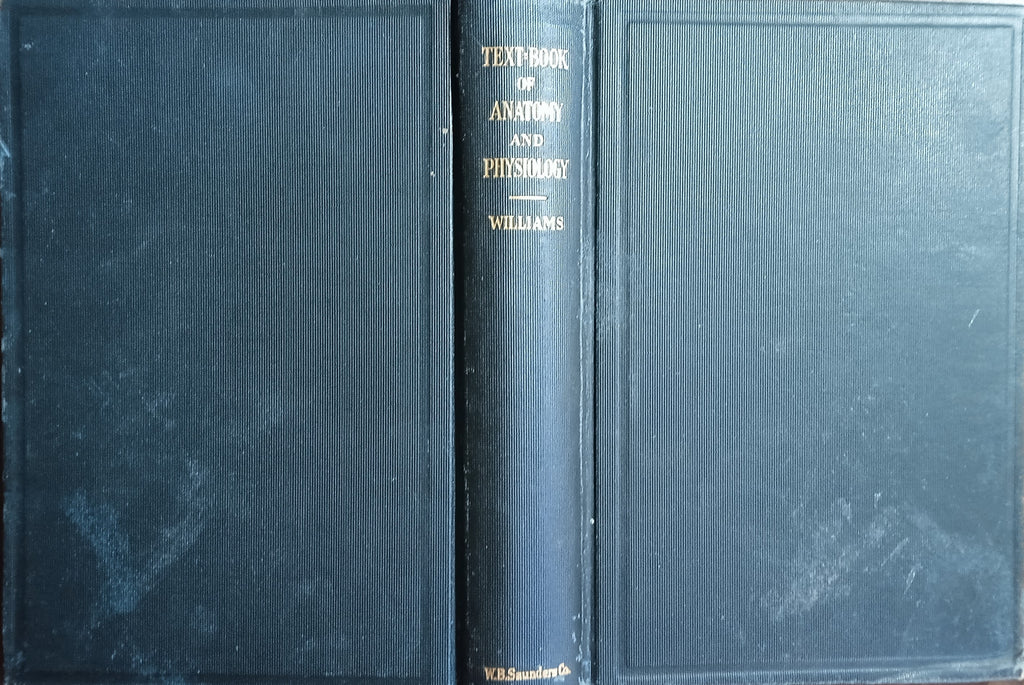 TEXT-BOOK
OF
ANATOMY
AND
PHYSIOLOGY
WILLIAMS
W.B.Saunders Co.